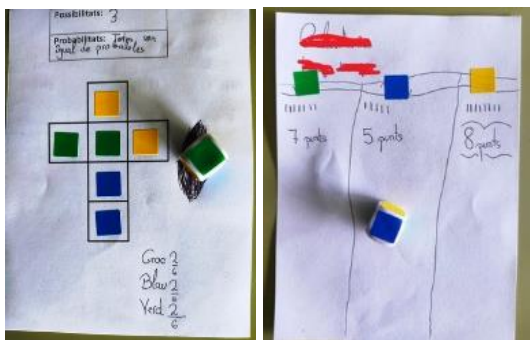 Possibilitats: 3
Probabilitats: Totes son
igual de probables
Groc 2/6
Blau 2/6
Verd 2/6
7 punts
5 punts
8 punts